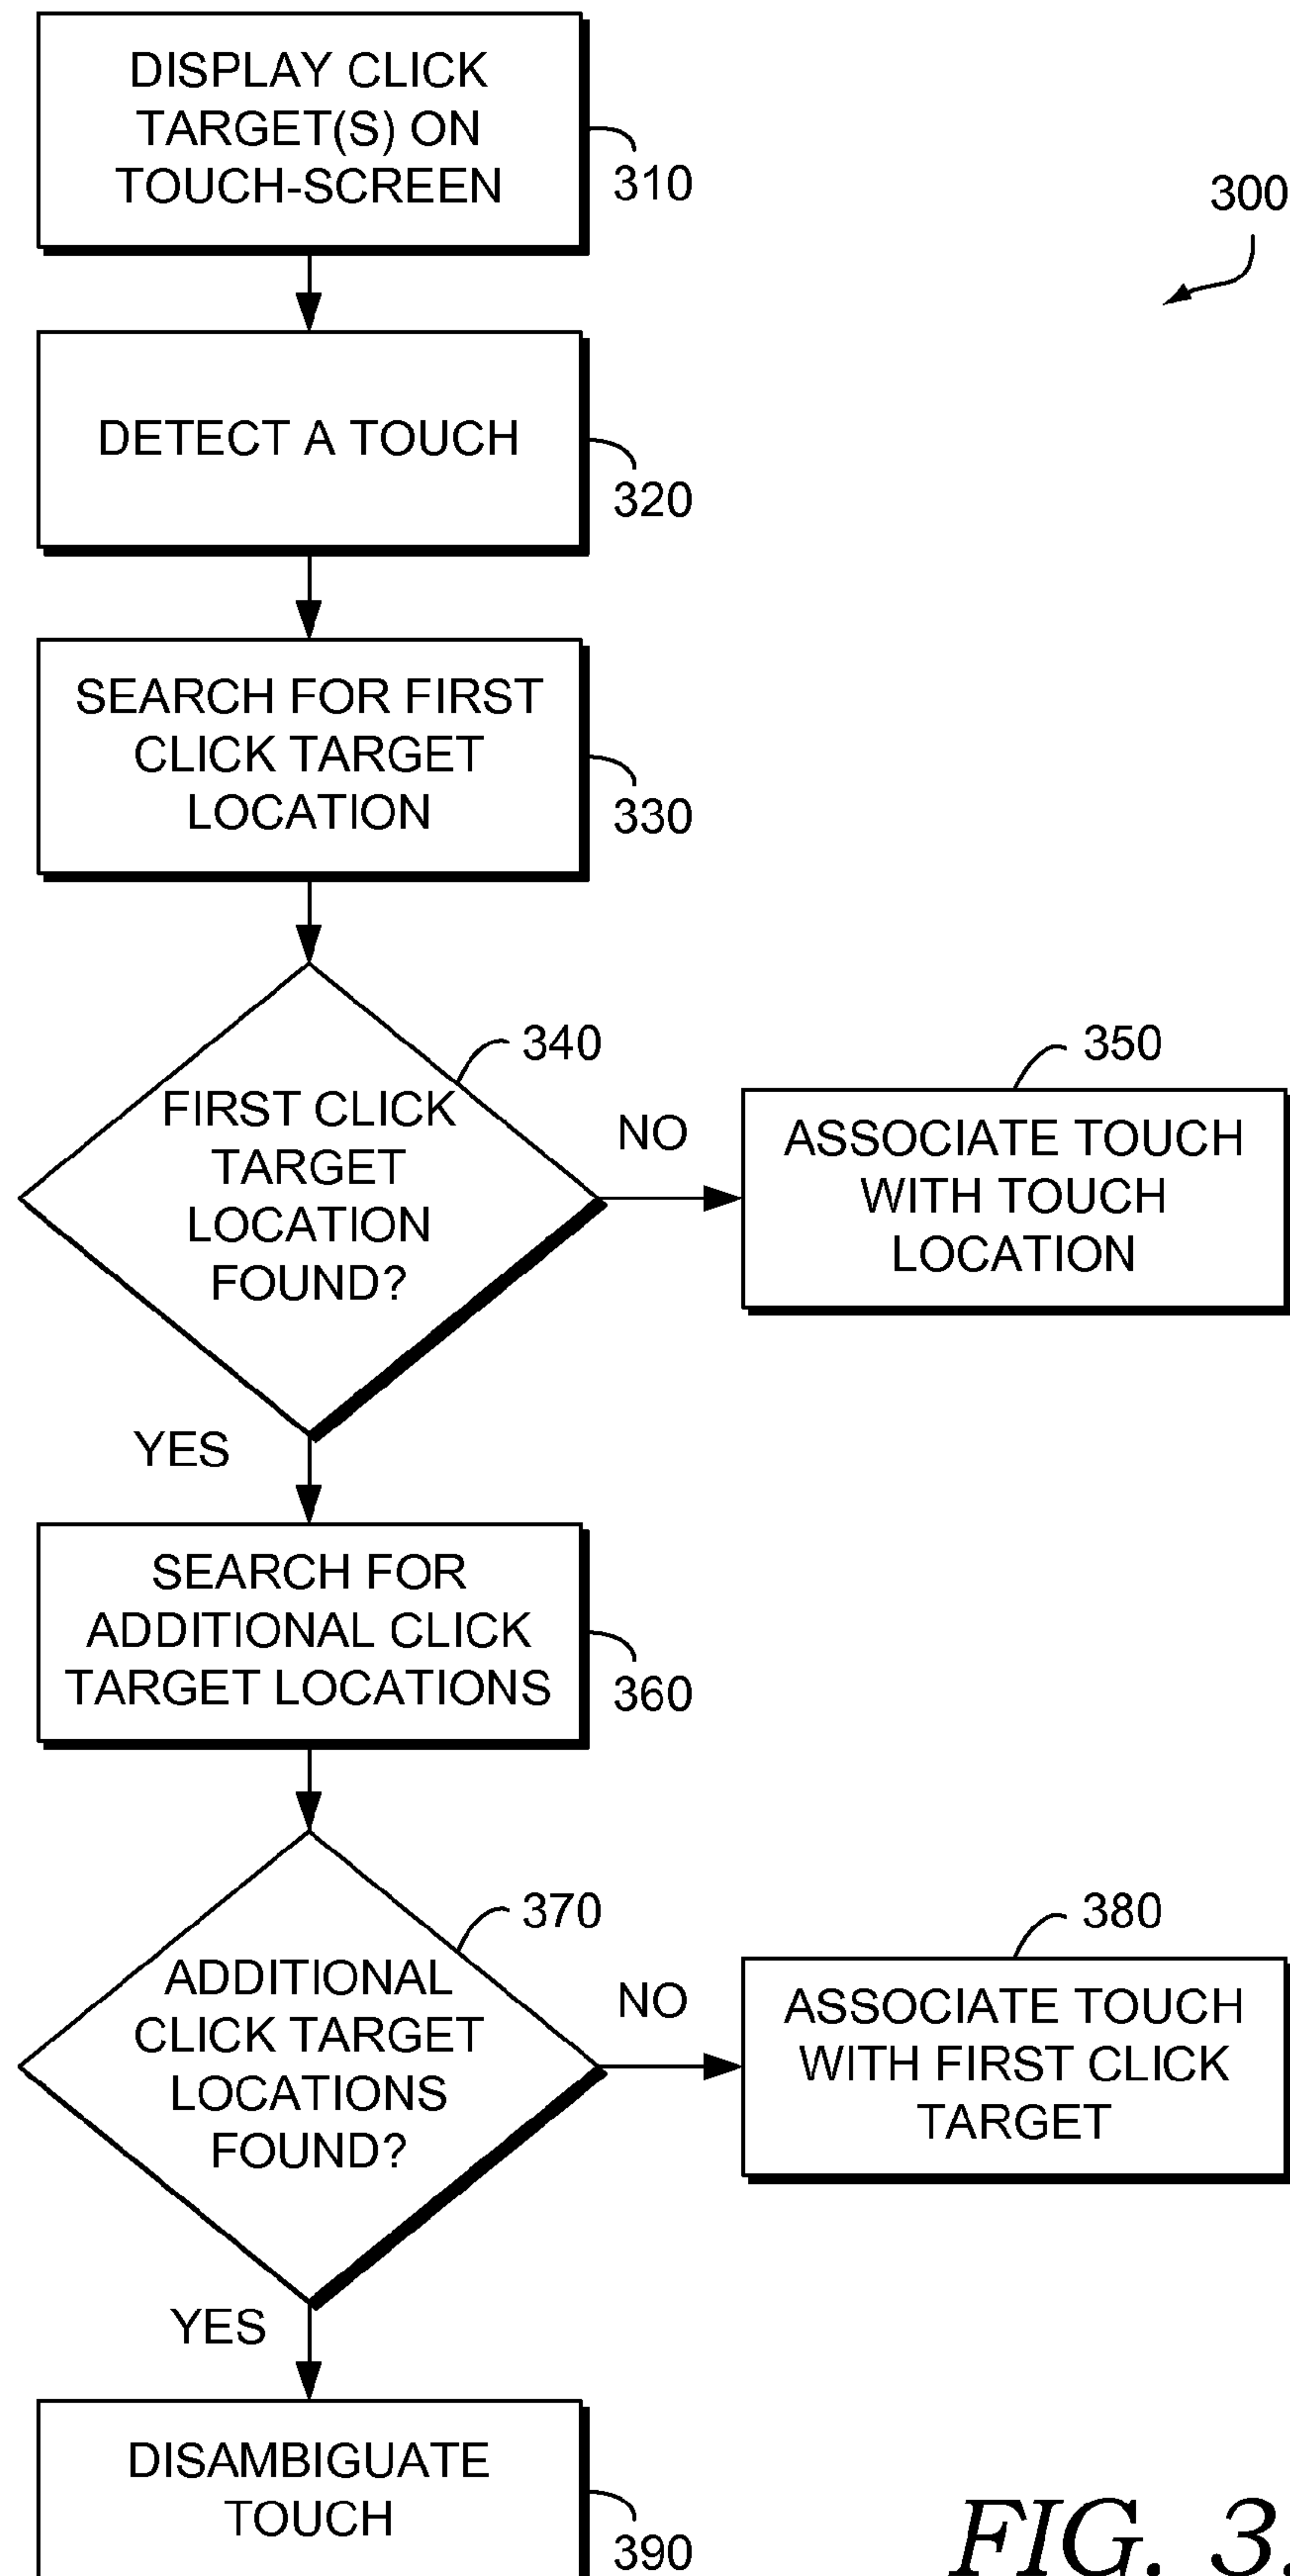 DISPLAY CLICK
TARGET(S) ON
TOUCH-SCREEN
310
300
DETECT A TOUCH
320
SEARCH FOR FIRST
CLICK TARGET
LOCATION
330
340
FIRST CLICK
TARGET
LOCATION
FOUND?
NO
350
ASSOCIATE TOUCH
WITH TOUCH
LOCATION
YES
SEARCH FOR
ADDITIONAL CLICK
TARGET LOCATIONS
360
370
ADDITIONAL
CLICK TARGET
LOCATIONS
FOUND?
NO
380
ASSOCIATE TOUCH
WITH FIRST CLICK
TARGET
YES
DISAMBIGUATE
TOUCH
390
FIG. 3.